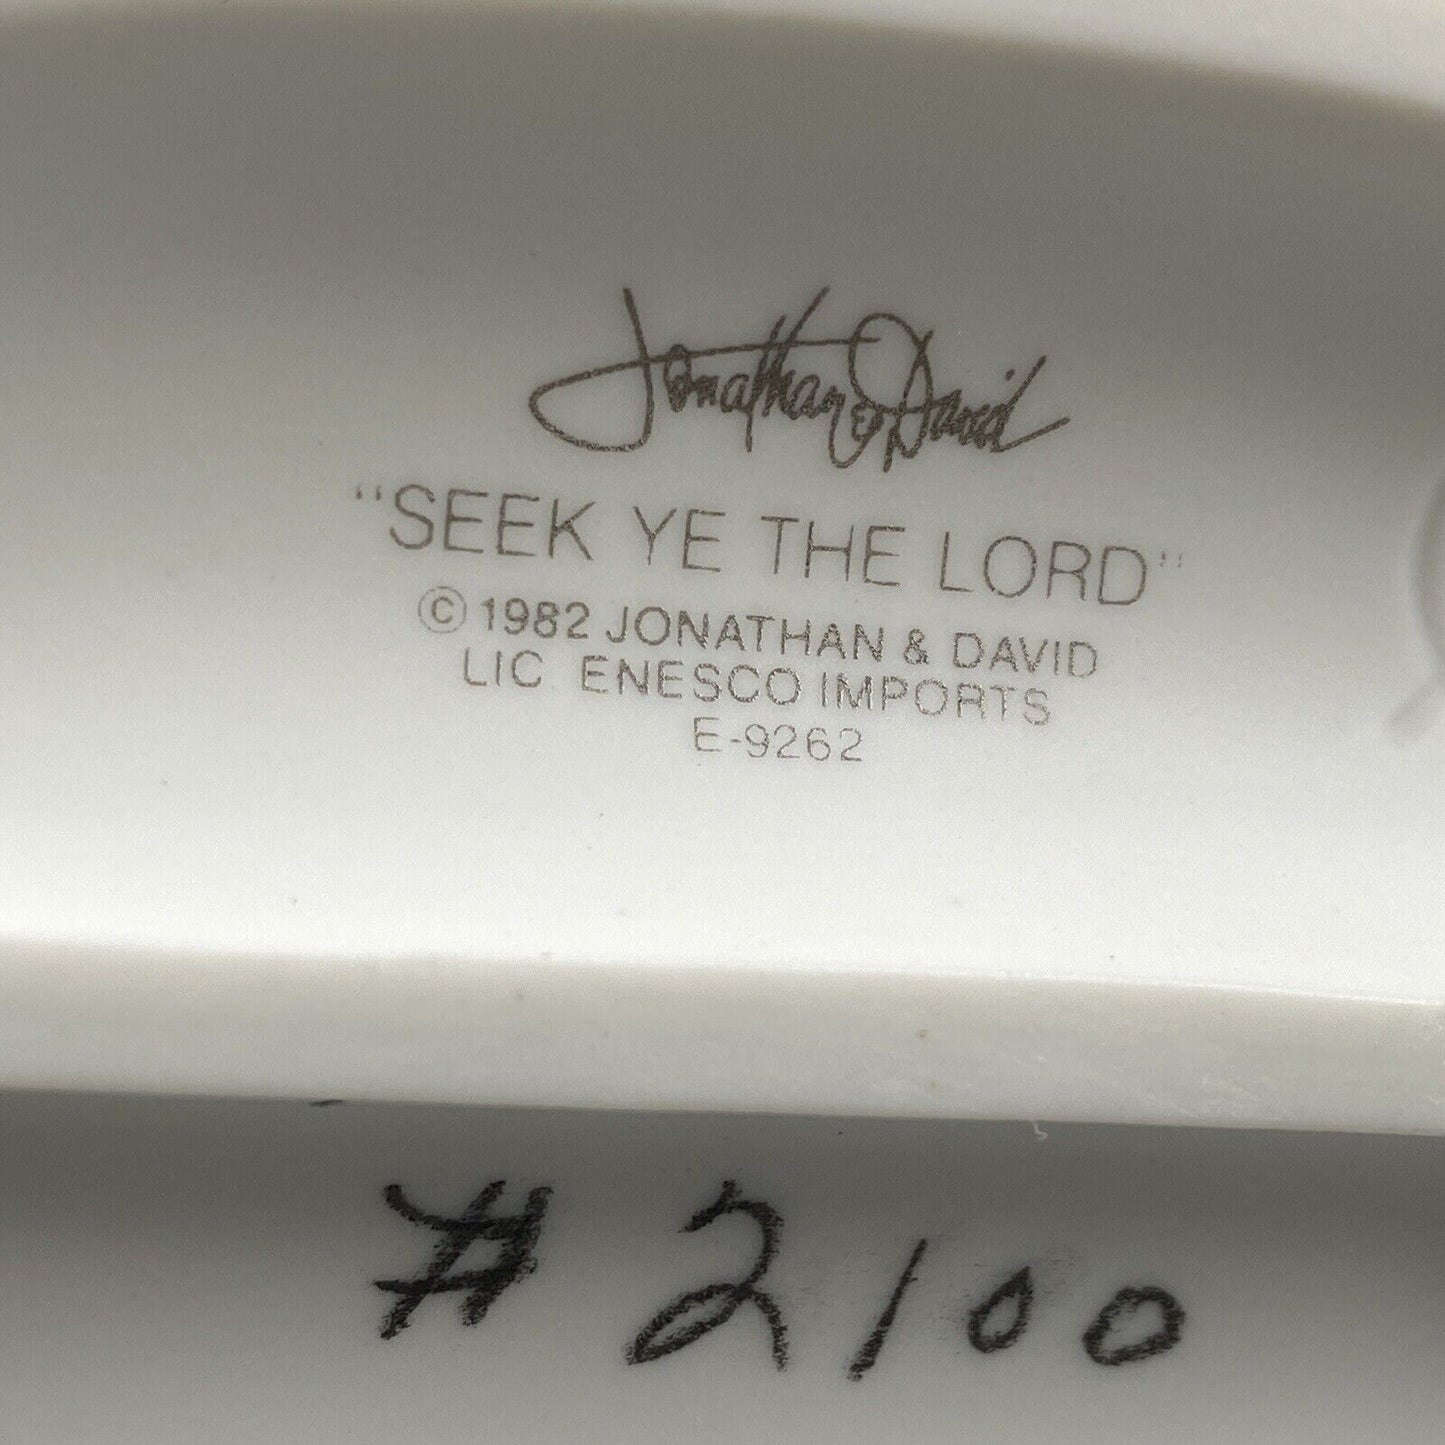 Jonathan & David
"SEEK YE THE LORD"
© 1982 JONATHAN & DAVID
LIC ENESCO IMPORTS
E-9262
# 2100